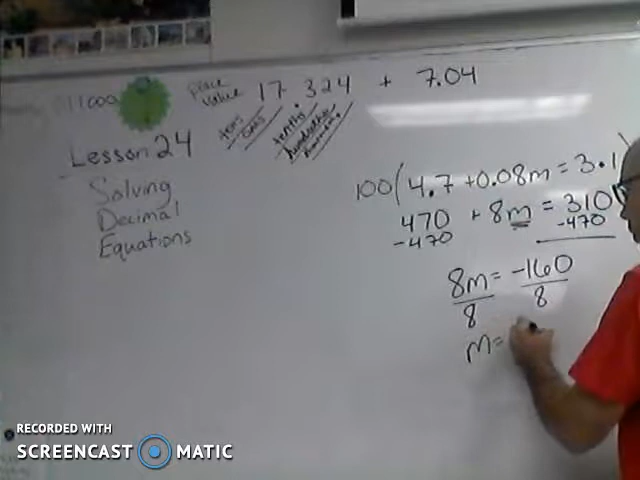 place value 17.324 + 7.04
tens
ones
tenths
hundredths
Lesson 24
Solving
Decimal
Equations
100(4.7 + 0.08m = 3.1
470 + 8m = 310
-470 -470
8m = -160
8 8
m =
RECORDED WITH
SCREENCAST MATIC